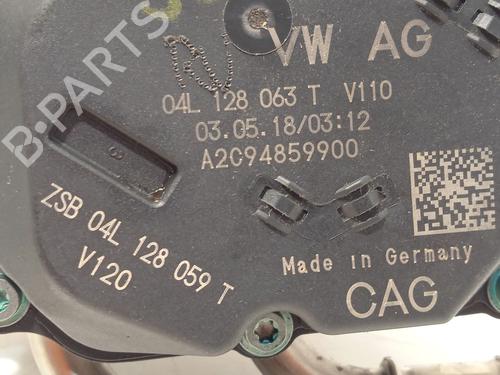 VW AG
04L 128 063 T V110
03.05.18/03:12
A2C94859900
ZSB 04L 128 059 T
V120
Made in Germany
CAG
B-PARTS